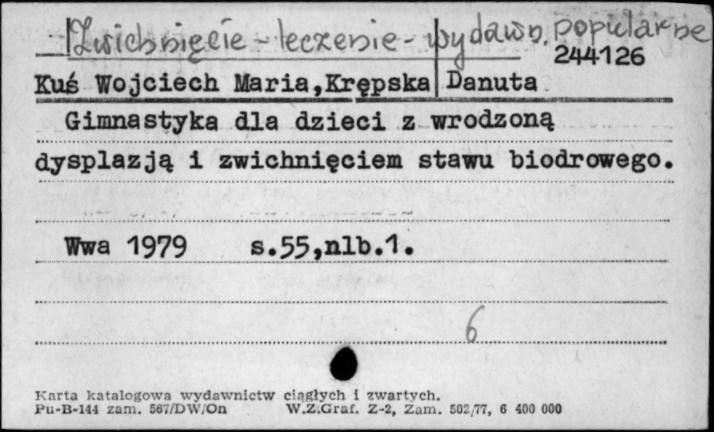 Zwichnięcie - leczenie - wydawn. popularne
244126
Kuś Wojciech Maria,Krępska Danuta
Gimnastyka dla dzieci z wrodzoną
dysplazją i zwichnięciem stawu biodrowego.
Wwa 1979 s.55,nlb.1.
6
Karta katalogowa wydawnictw ciągłych i zwartych.
Pu-B-144 zam. 567/DW/On W.Z.Graf. Z-2, Zam. 502/77, 6 400 000